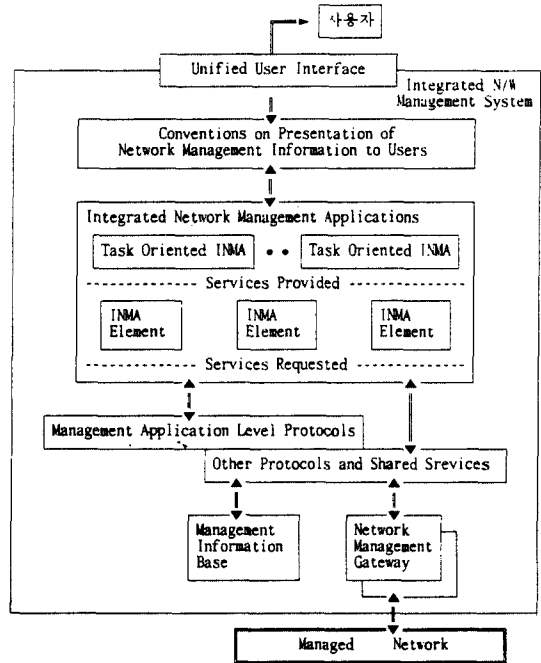 사용자
Unified User Interface
Integrated N/W
Management System
Conventions on Presentation of
Network Management Information to Users
Integrated Network Management Applications
Task Oriented INMA • • Task Oriented INMA
Services Provided
INMA
Element
INMA
Element
INMA
Element
Services Requested
Management Application Level Protocols
Other Protocols and Shared Srevices
Management
Information
Base
Network
Management
Gateway
Managed Network